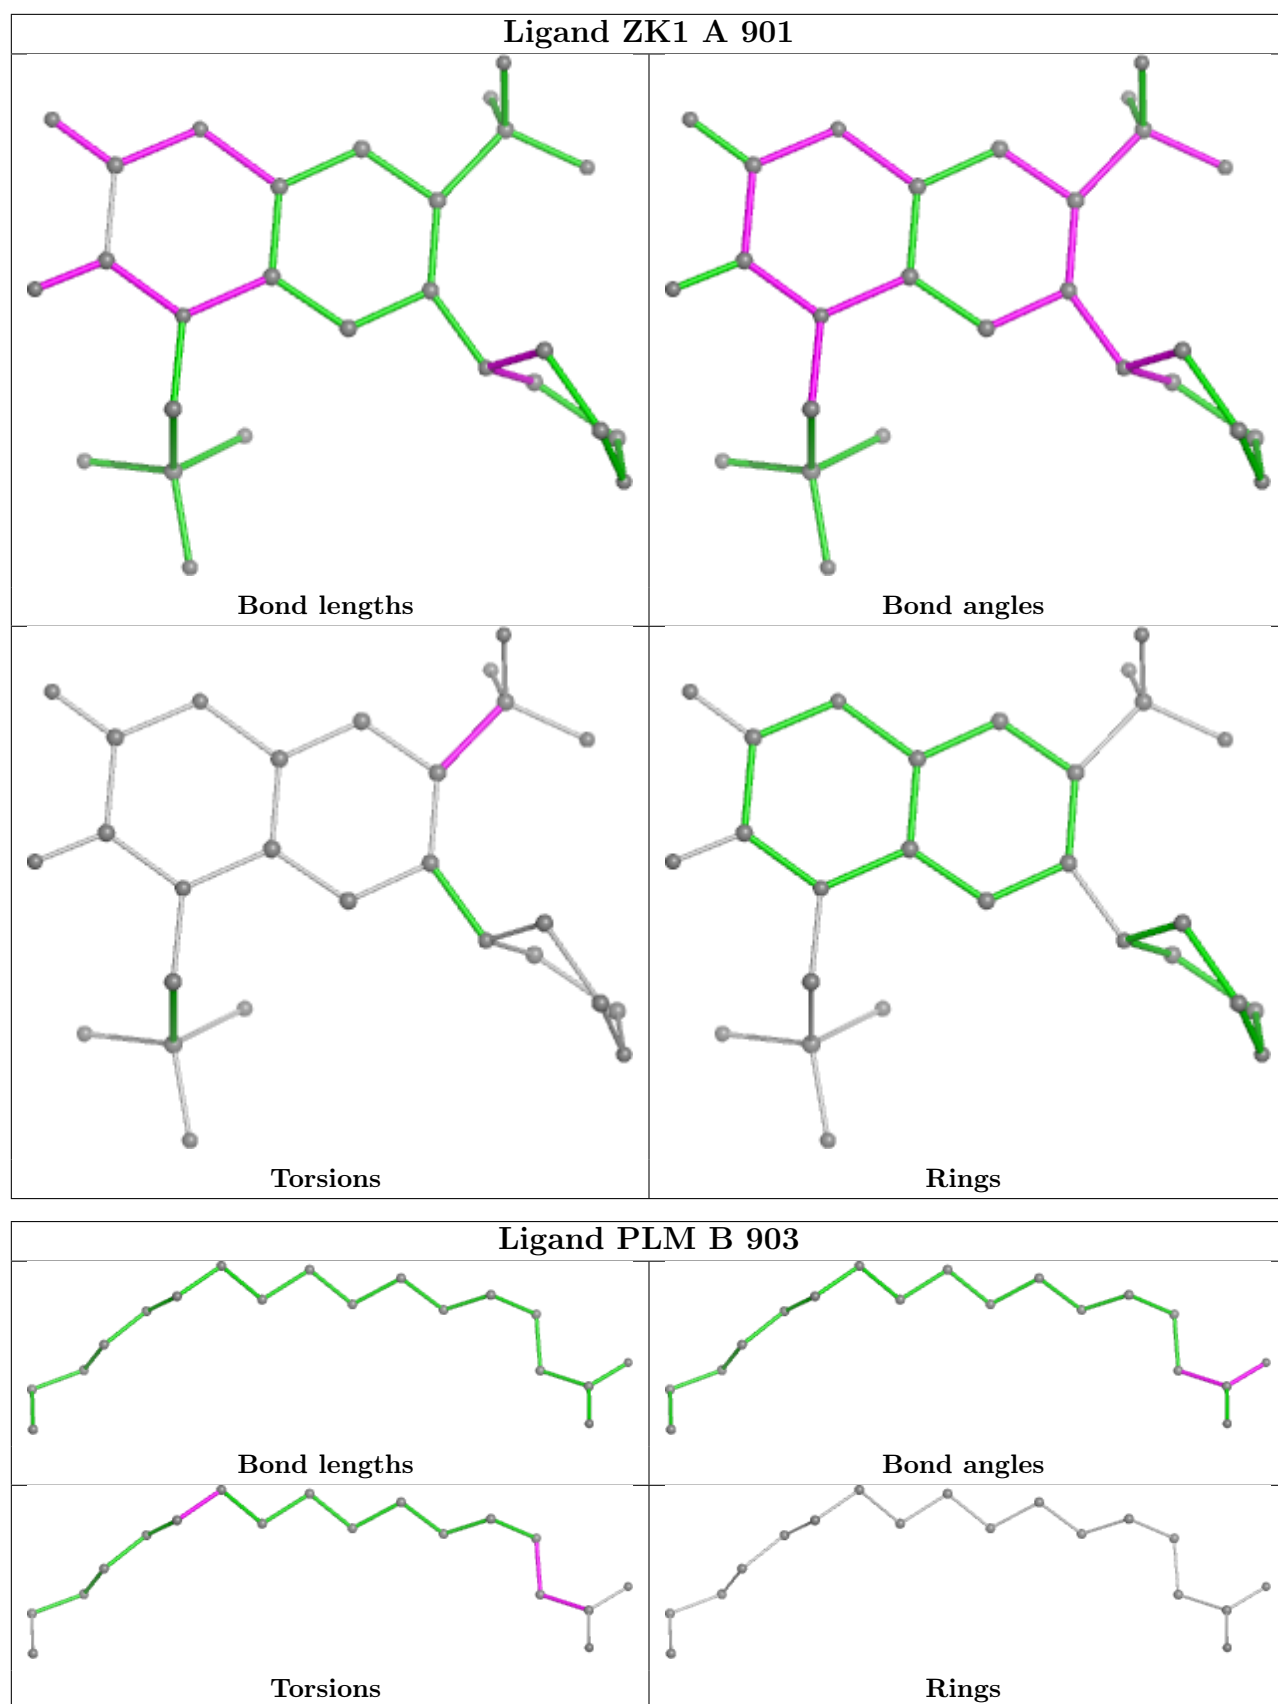 Ligand ZK1 A 901
Bond lengths
Bond angles
Torsions
Rings
Ligand PLM B 903
Bond lengths
Bond angles
Torsions
Rings